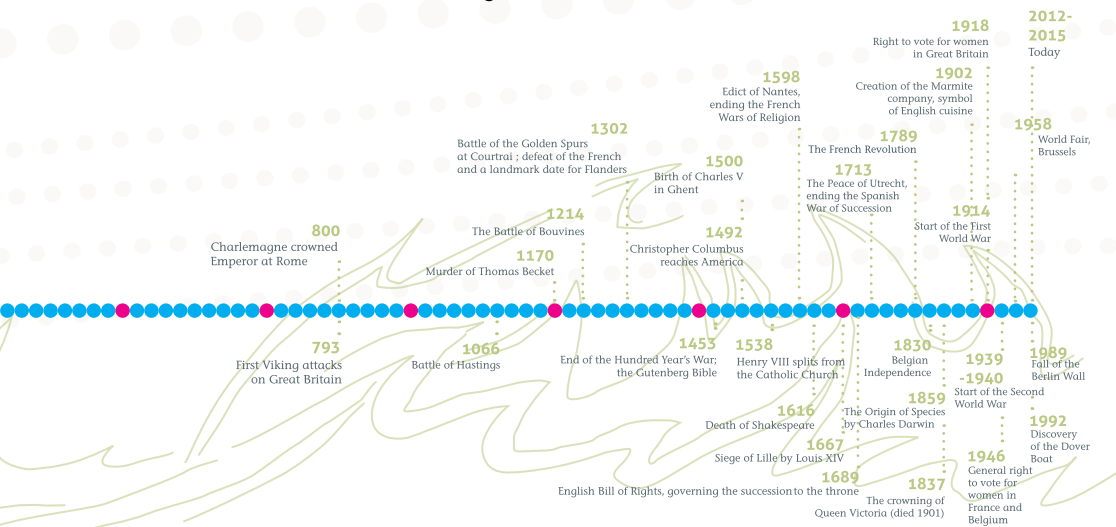 2012-
2015
Today
1918
Right to vote for women
in Great Britain
1902
Creation of the Marmite
company, symbol
of English cuisine
1598
Edict of Nantes,
ending the French
Wars of Religion
1958
World Fair,
Brussels
1302
Battle of the Golden Spurs
at Courtrai ; defeat of the French
and a landmark date for Flanders
1789
The French Revolution
1500
Birth of Charles V
in Ghent
1713
The Peace of Utrecht,
ending the Spanish
War of Succession
1914
Start of the First
World War
1214
The Battle of Bouvines
800
Charlemagne crowned
Emperor at Rome
1492
Christopher Columbus
reaches America
1170
Murder of Thomas Becket
793
First Viking attacks
on Great Britain
1066
Battle of Hastings
1453
End of the Hundred Year's War;
the Gutenberg Bible
1538
Henry VIII splits from
the Catholic Church
1830
Belgian
Independence
1939
-1940
Start of the Second
World War
1989
Fall of the
Berlin Wall
1616
Death of Shakespeare
1859
The Origin of Species
by Charles Darwin
1992
Discovery
of the Dover
Boat
1667
Siege of Lille by Louis XIV
1689
English Bill of Rights, governing the succession to the throne
1837
The crowning of
Queen Victoria (died 1901)
1946
General right
to vote for
women in
France and
Belgium